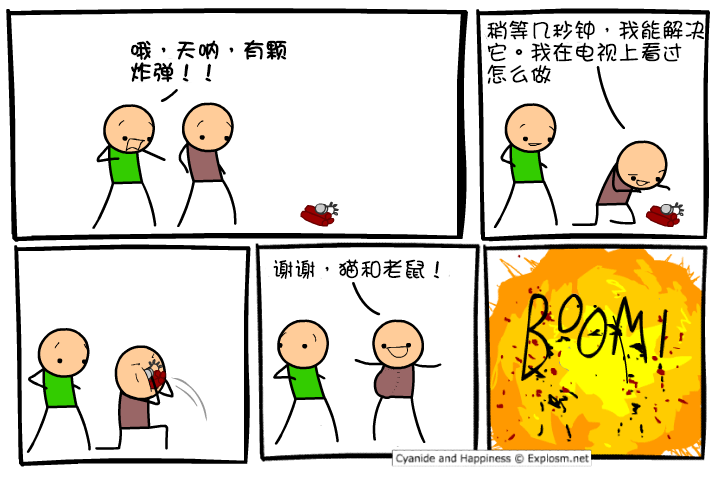 哦，天呐，有颗
炸弹！！
稍等几秒钟，我能解决
它。我在电视上看过
怎么做
谢谢，猫和老鼠！
BOOM!
Cyanide and Happiness © Explosm.net